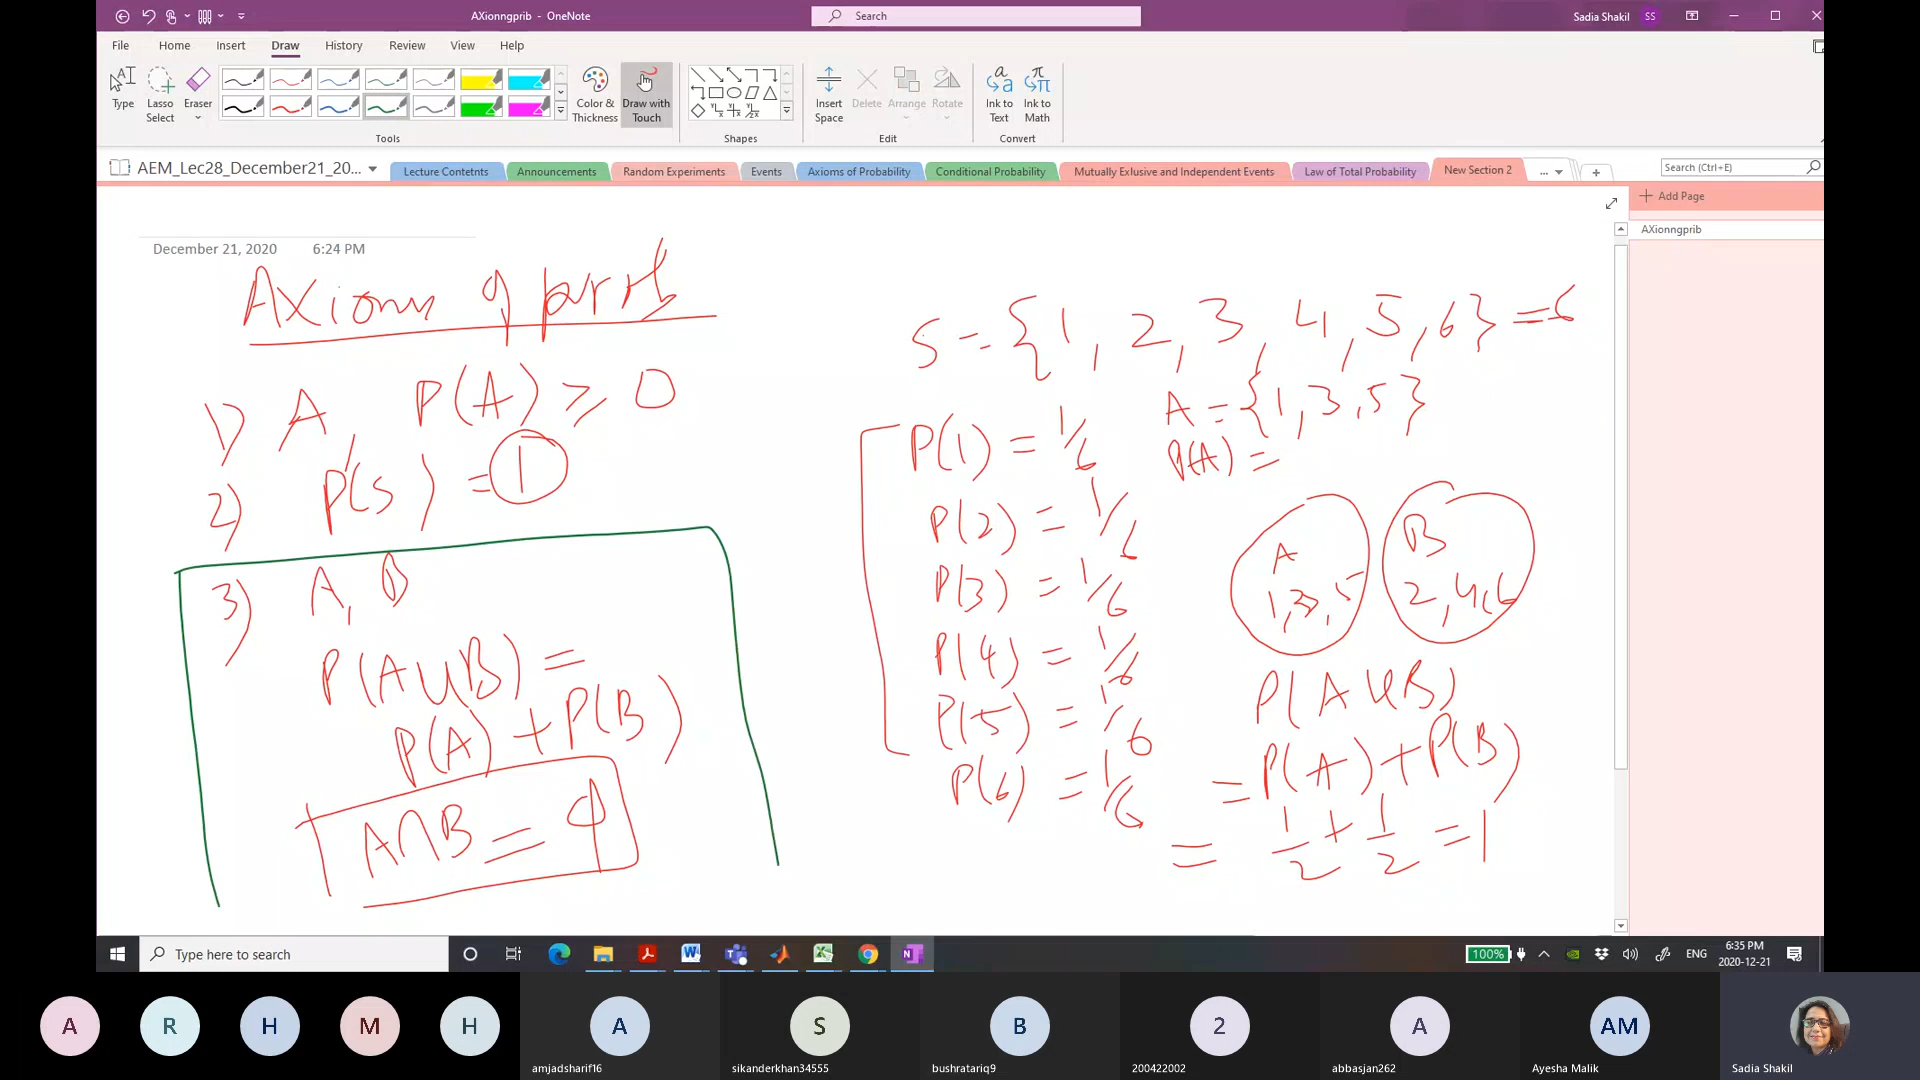 AXionngprib - OneNote
Search
Sadia Shakil
SS
File Home Insert Draw History Review View Help
Type
Lasso Select
Eraser
Color & Thickness
Draw with Touch
Insert Space
Delete
Arrange
Rotate
Ink to Text
Ink to Math
Tools
Shapes
Edit
Convert
AEM_Lec28_December21_20...
Lecture Contetnts
Announcements
Random Experiments
Events
Axioms of Probability
Conditional Probability
Mutually Exlusive and Independent Events
Law of Total Probability
New Section 2
...
Search (Ctrl+E)
Add Page
AXionngprib
December 21, 2020 6:24 PM
1) A, P(A) ≥ 0
2) P(S) = 1
3) A, B
P(A∪B) =
P(A) + P(B)
A∩B = φ
S = {1, 2, 3, 4, 5, 6} = 6
A = {1, 3, 5}
P(A) =
P(1) = 1/6
P(2) = 1/6
P(3) = 1/6
P(4) = 1/6
P(5) = 1/6
P(6) = 1/6
A
1,3,5
B
2,4,6
P(A∪B)
= P(A) + P(B)
= 1/2 + 1/2 = 1
Type here to search
100%
ENG
6:35 PM
2020-12-21
A
R
H
M
H
A
amjadsharif16
S
sikanderkhan34555
B
bushratariq9
2
200422002
A
abbasjan262
AM
Ayesha Malik
Sadia Shakil